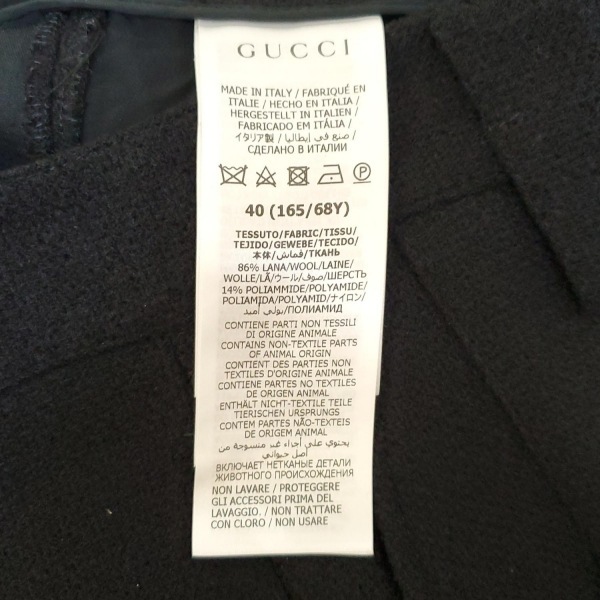 GUCCI
MADE IN ITALY / FABRIQUÉ EN
ITALIE / HECHO EN ITALIA /
HERGESTELLT IN ITALIEN /
FABRICADO EM ITÁLIA /
イタリア製 / صنع في إيطاليا /
СДЕЛАНО В ИТАЛИИ
P
40 (165/68Y)
TESSUTO/FABRIC/TISSU/
TEJIDO/GEWEBE/TECIDO/
本体/قماش/ТКАНЬ
86% LANA/WOOL/LAINE/
WOLLE/LÃ/ウール/صوف/ШЕРСТЬ
14% POLIAMMIDE/POLYAMIDE/
POLIAMIDA/POLYAMID/ナイロン/
بولي أميد/ПОЛИАМИД
CONTIENE PARTI NON TESSILI
DI ORIGINE ANIMALE
CONTAINS NON-TEXTILE PARTS
OF ANIMAL ORIGIN
CONTIENT DES PARTIES NON
TEXTILES D'ORIGINE ANIMALE
CONTIENE PARTES NO TEXTILES
DE ORIGEN ANIMAL
ENTHÄLT NICHT-TEXTILE TEILE
TIERISCHEN URSPRUNGS
CONTEM PARTES NÃO-TEXTEIS
DE ORIGEM ANIMAL
يحتوي على أجزاء غير منسوجة من
أصل حيواني
ВКЛЮЧАЕТ НЕТКАНЫЕ ДЕТАЛИ
ЖИВОТНОГО ПРОИСХОЖДЕНИЯ
NON LAVARE / PROTEGGERE
GLI ACCESSORI PRIMA DEL
LAVAGGIO. / NON TRATTARE
CON CLORO / NON USARE